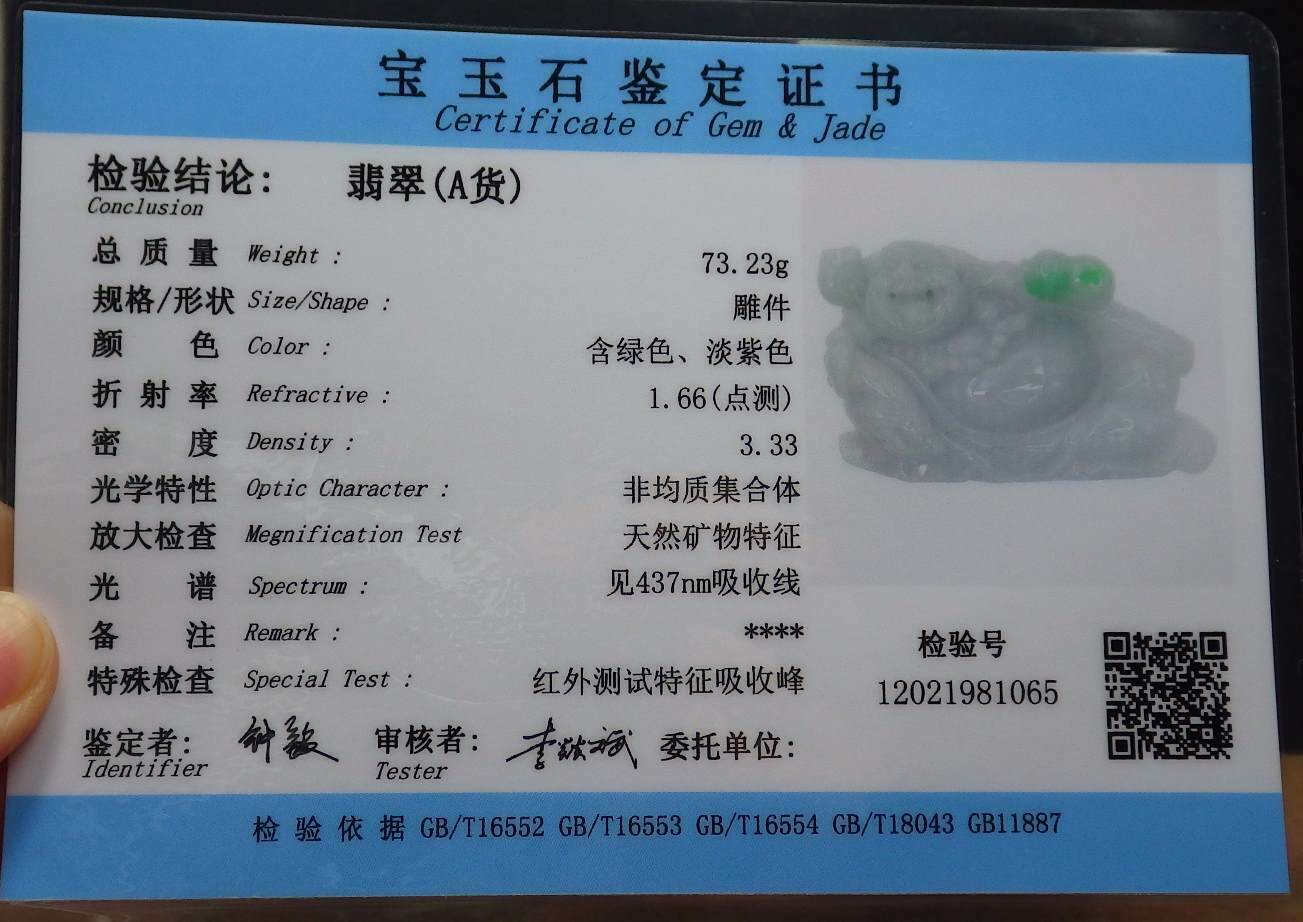 宝玉石鉴定证书
Certificate of Gem & Jade
检验结论: 翡翠(A货)
Conclusion
总质量 Weight : 73.23g
规格/形状 Size/Shape : 雕件
颜色 Color : 含绿色、淡紫色
折射率 Refractive : 1.66(点测)
密度 Density : 3.33
光学特性 Optic Character : 非均质集合体
放大检查 Megnification Test 天然矿物特征
光谱 Spectrum : 见437nm吸收线
备注 Remark : ****
特殊检查 Special Test : 红外测试特征吸收峰
检验号
12021981065
鉴定者: 审核者: 委托单位:
Identifier Tester
检验依据 GB/T16552 GB/T16553 GB/T16554 GB/T18043 GB11887